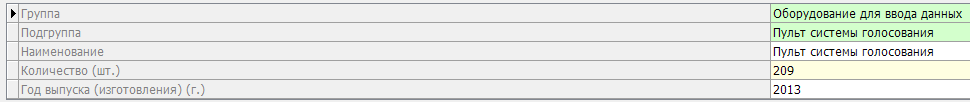 Группа Оборудование для ввода данных
Подгруппа Пульт системы голосования
Наименование Пульт системы голосования
Количество (шт.) 209
Год выпуска (изготовления) (г.) 2013